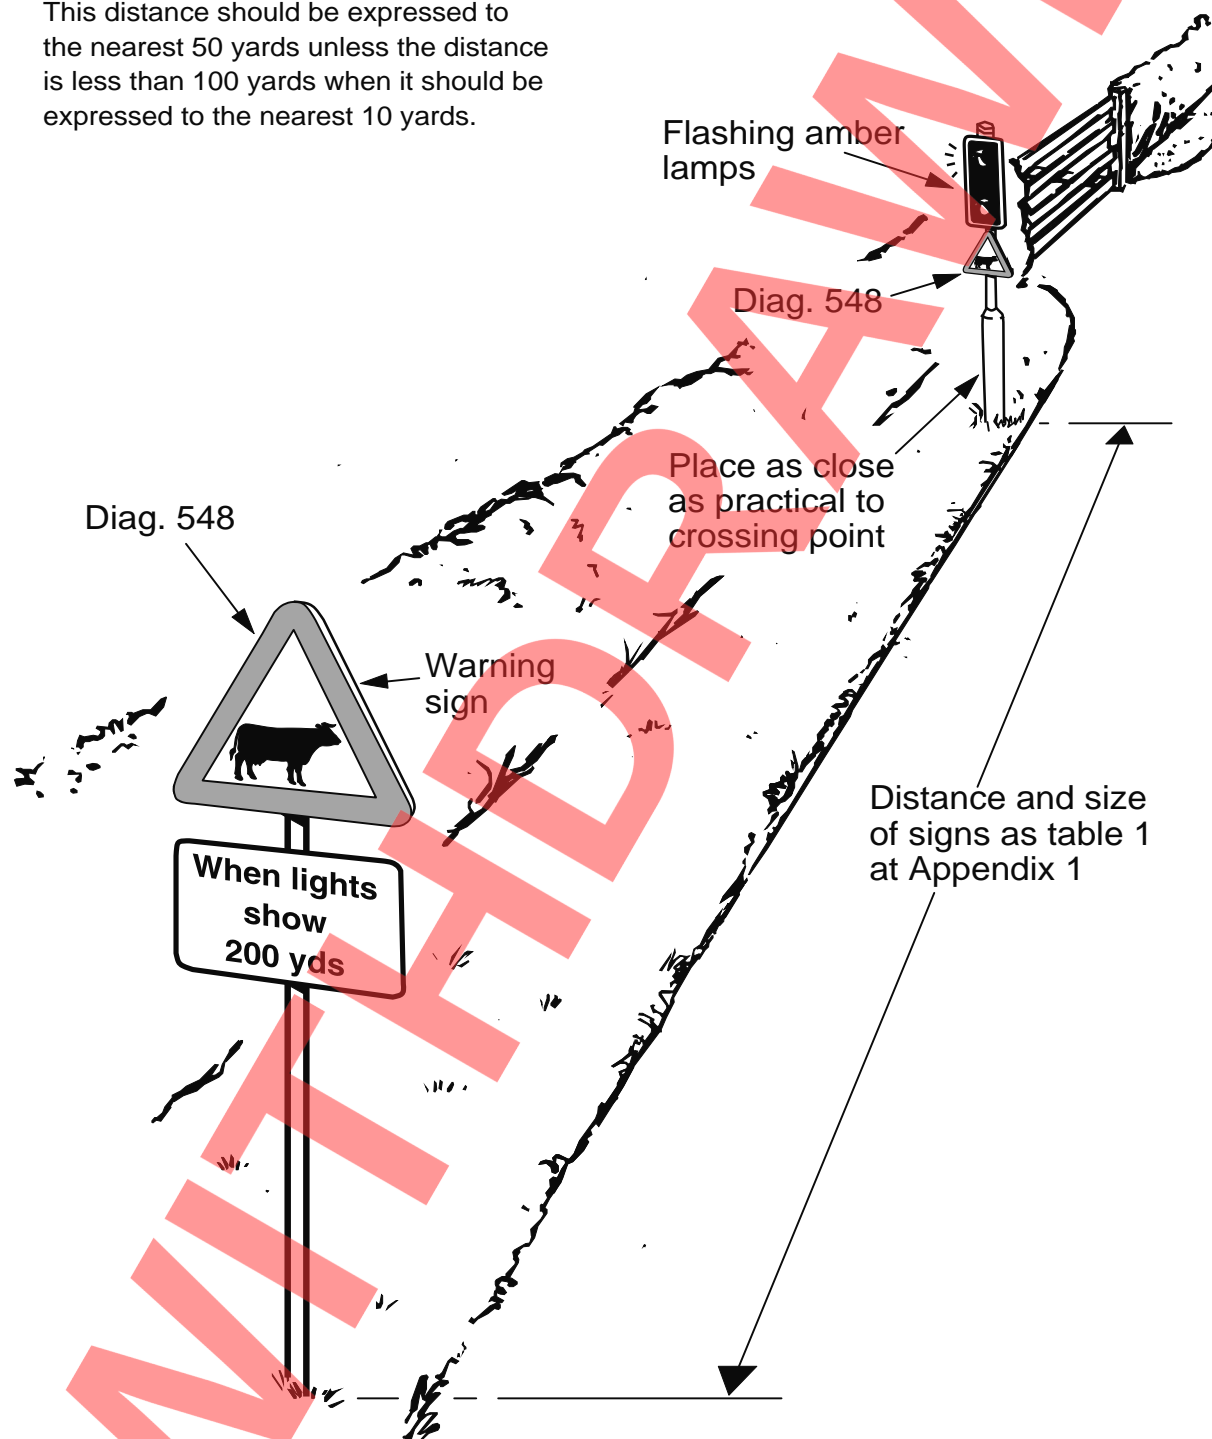 This distance should be expressed to
the nearest 50 yards unless the distance
is less than 100 yards when it should be
expressed to the nearest 10 yards.
Flashing amber
lamps
Diag. 548
Place as close
as practical to
crossing point
Diag. 548
Warning
sign
When lights
show
200 yds
Distance and size
of signs as table 1
at Appendix 1
WITHDRAWN